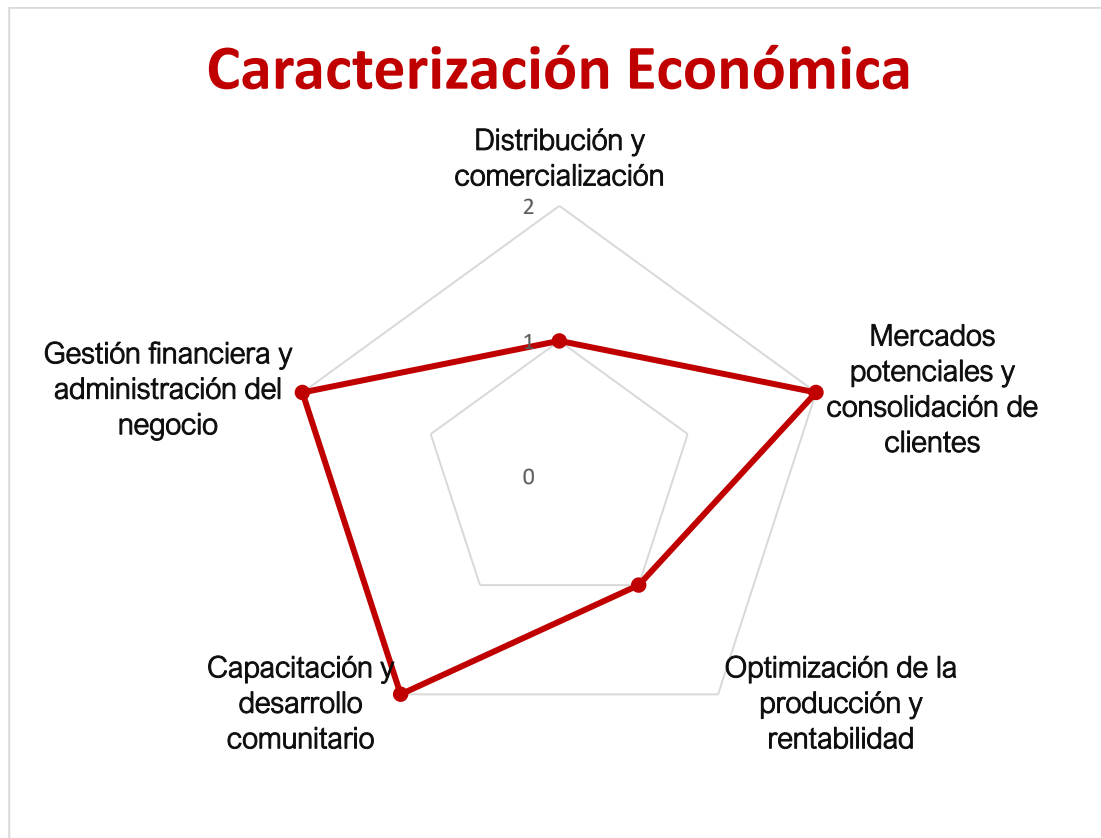 Caracterización Económica
Distribución y
comercialización
2
Mercados
potenciales y
consolidación de
clientes
1
Gestión financiera y
administración del
negocio
0
Capacitación y
desarrollo
comunitario
Optimización de la
producción y
rentabilidad